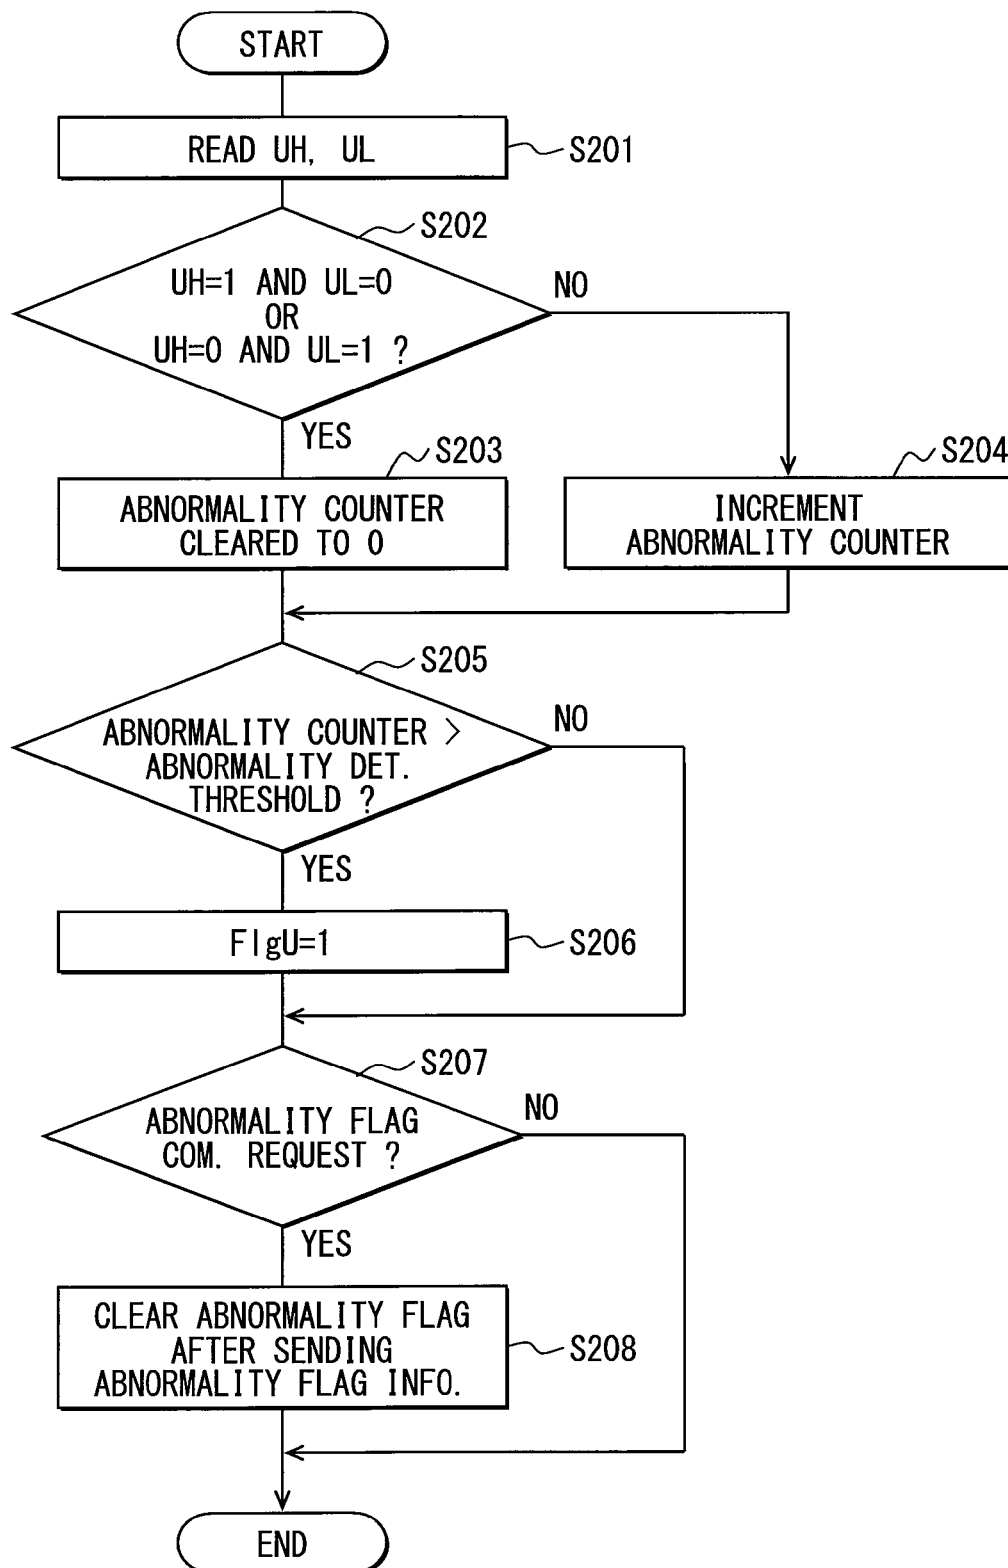 START
READ UH, UL
S201
S202
UH=1 AND UL=0
OR
UH=0 AND UL=1 ?
NO
YES
S203
ABNORMALITY COUNTER
CLEARED TO 0
S204
INCREMENT
ABNORMALITY COUNTER
S205
ABNORMALITY COUNTER >
ABNORMALITY DET.
THRESHOLD ?
NO
YES
FlgU=1
S206
S207
ABNORMALITY FLAG
COM. REQUEST ?
NO
YES
CLEAR ABNORMALITY FLAG
AFTER SENDING
ABNORMALITY FLAG INFO.
S208
END